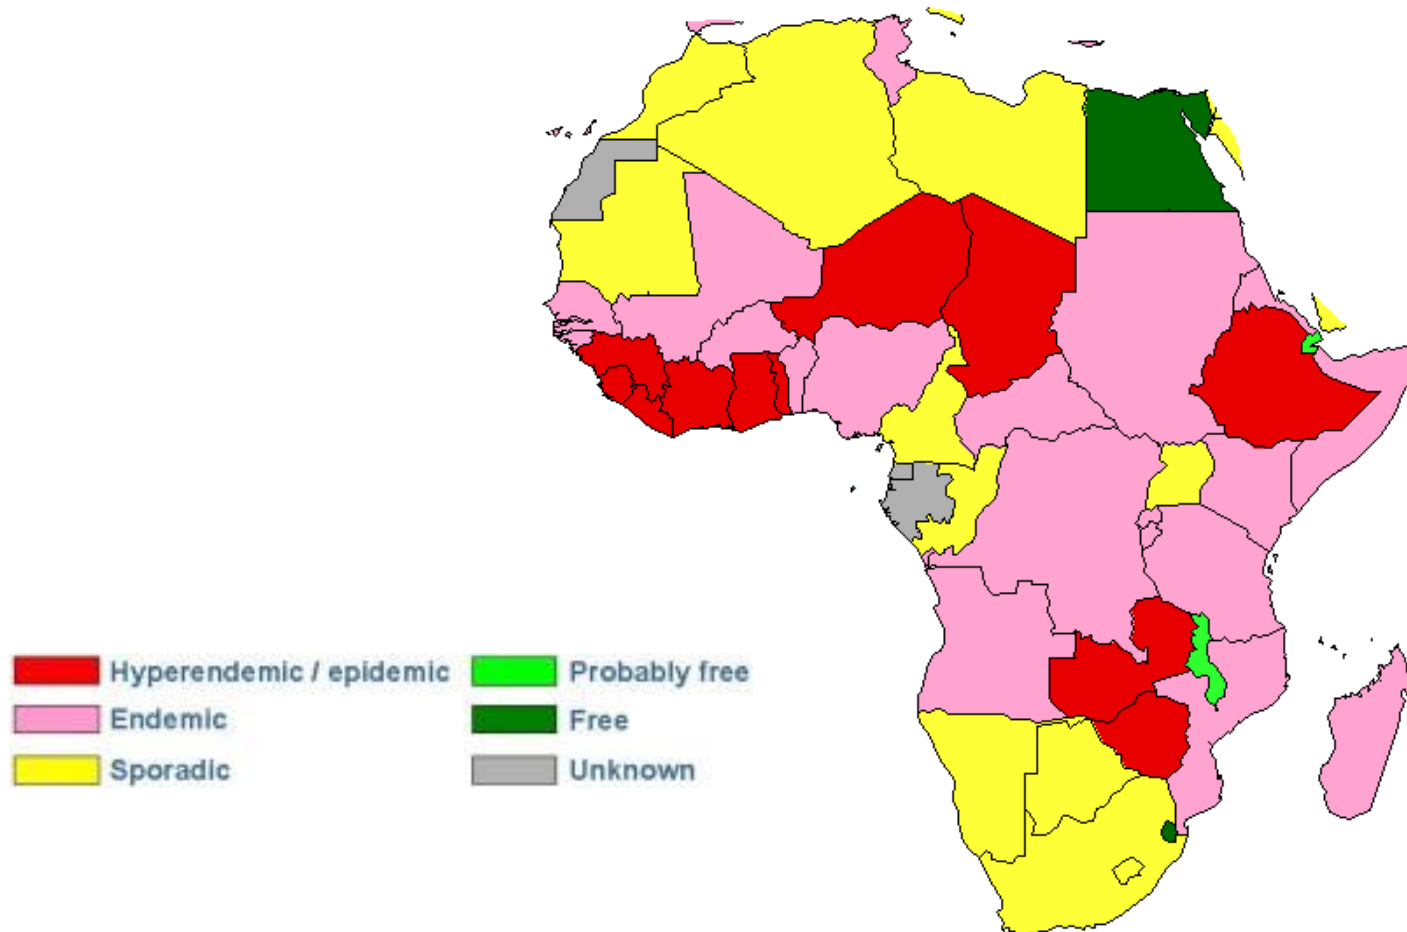 Hyperendemic / epidemic
Endemic
Sporadic
Probably free
Free
Unknown